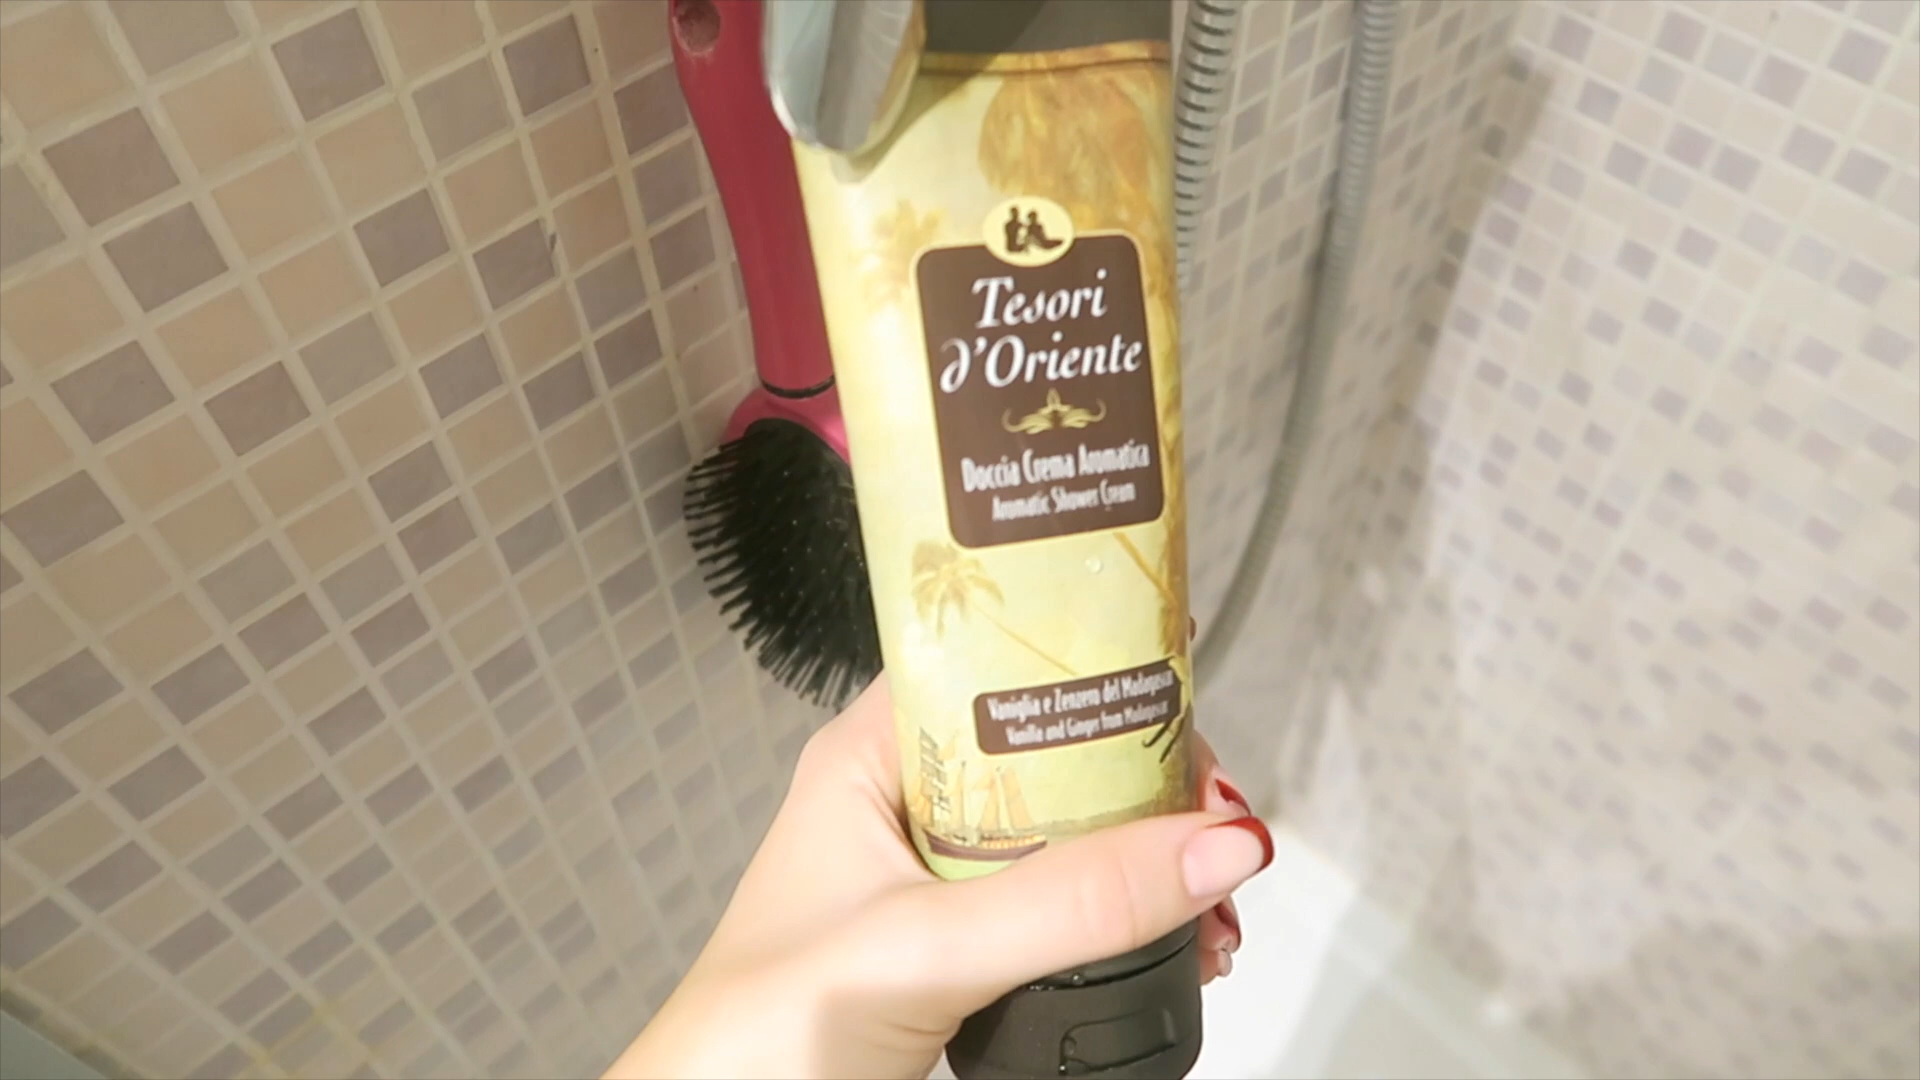 Tesori
d'Oriente
Doccia Crema Aromatica
Aromatic Shower Cream
Vaniglia e Zenzero del Madagascar
Vanilla and Ginger from Madagascar